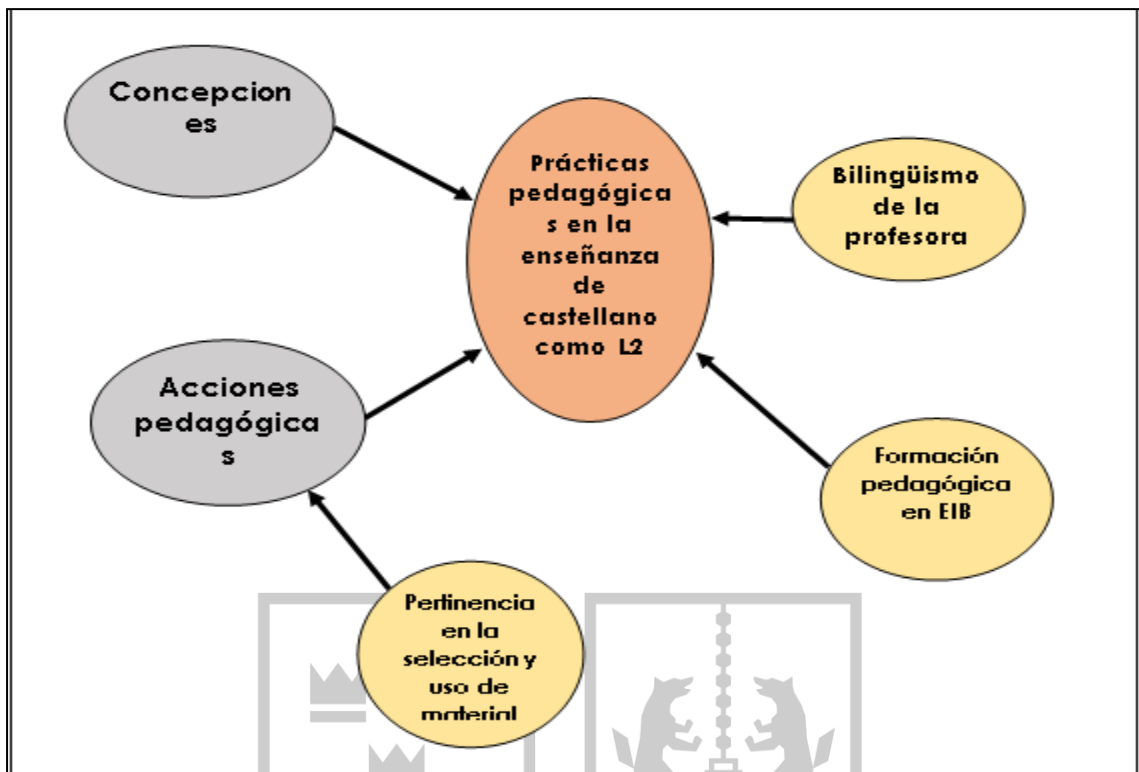 Concepcion
es
Prácticas
pedagógica
s en la
enseñanza
de
castellano
como L2
Bilingüismo
de la
profesora
Acciones
pedagógica
s
Formación
pedagógica
en EIB
Pertinencia
en la
selección y
uso de
material